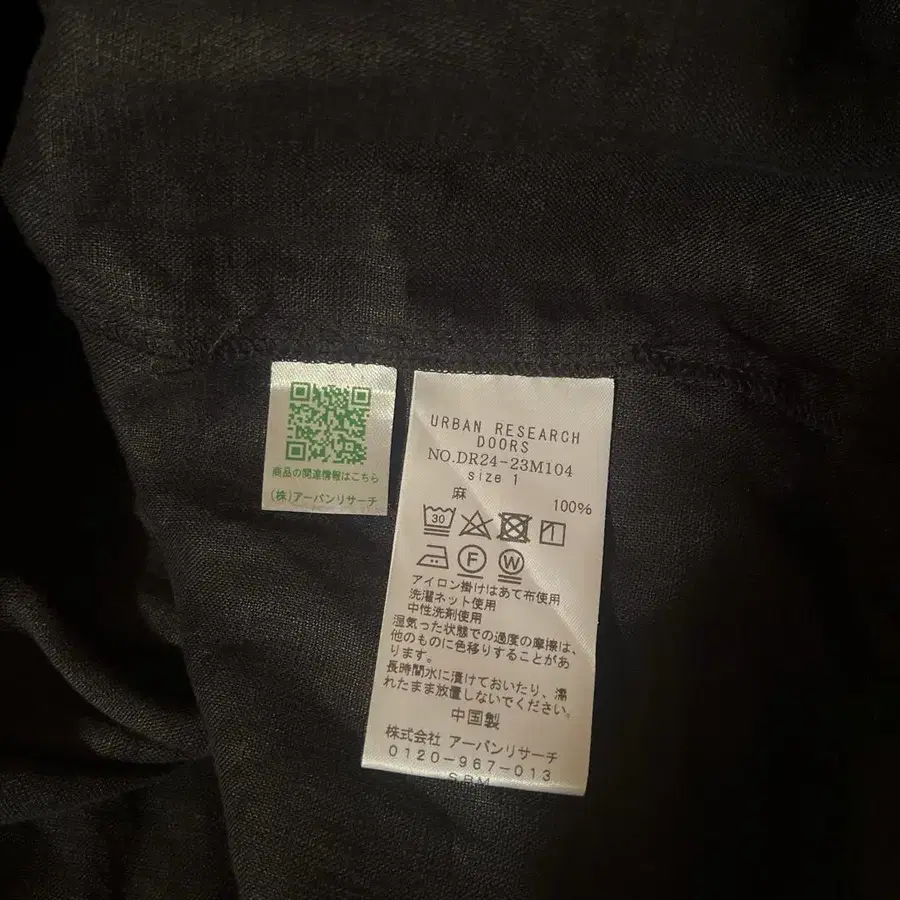 商品の関連情報はこちら
(株)アーバンリサーチ
URBAN RESEARCH
DOORS
NO.DR24-23M104
size 1
麻 100%
30
F W
アイロン掛けはあて布使用
洗濯ネット使用
中性洗剤使用
湿気った状態での過度の摩擦は、
他のものに色移りすることがあ
ります。
長時間水に漬けておいたり、濡
れたまま放置しないでください。
中国製
株式会社 アーバンリサーチ
0120-967-013
SBM